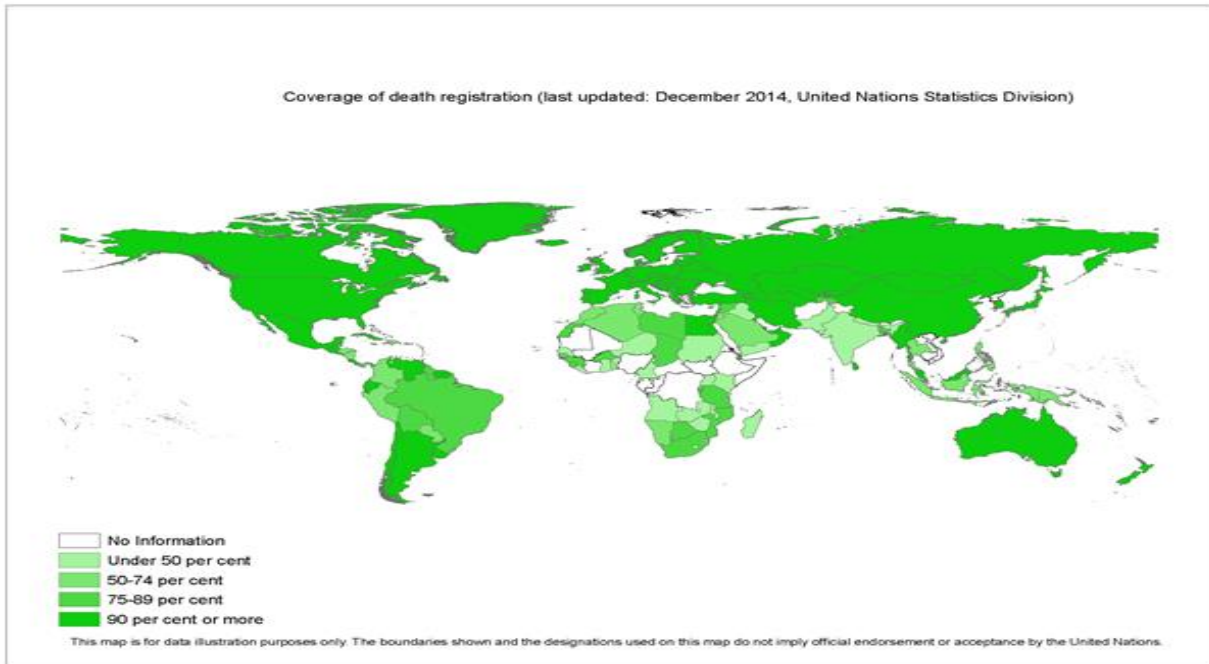 Coverage of death registration (last updated: December 2014, United Nations Statistics Division)
No Information
Under 50 per cent
50-74 per cent
75-89 per cent
90 per cent or more
This map is for data illustration purposes only. The boundaries shown and the designations used on this map do not imply official endorsement or acceptance by the United Nations.